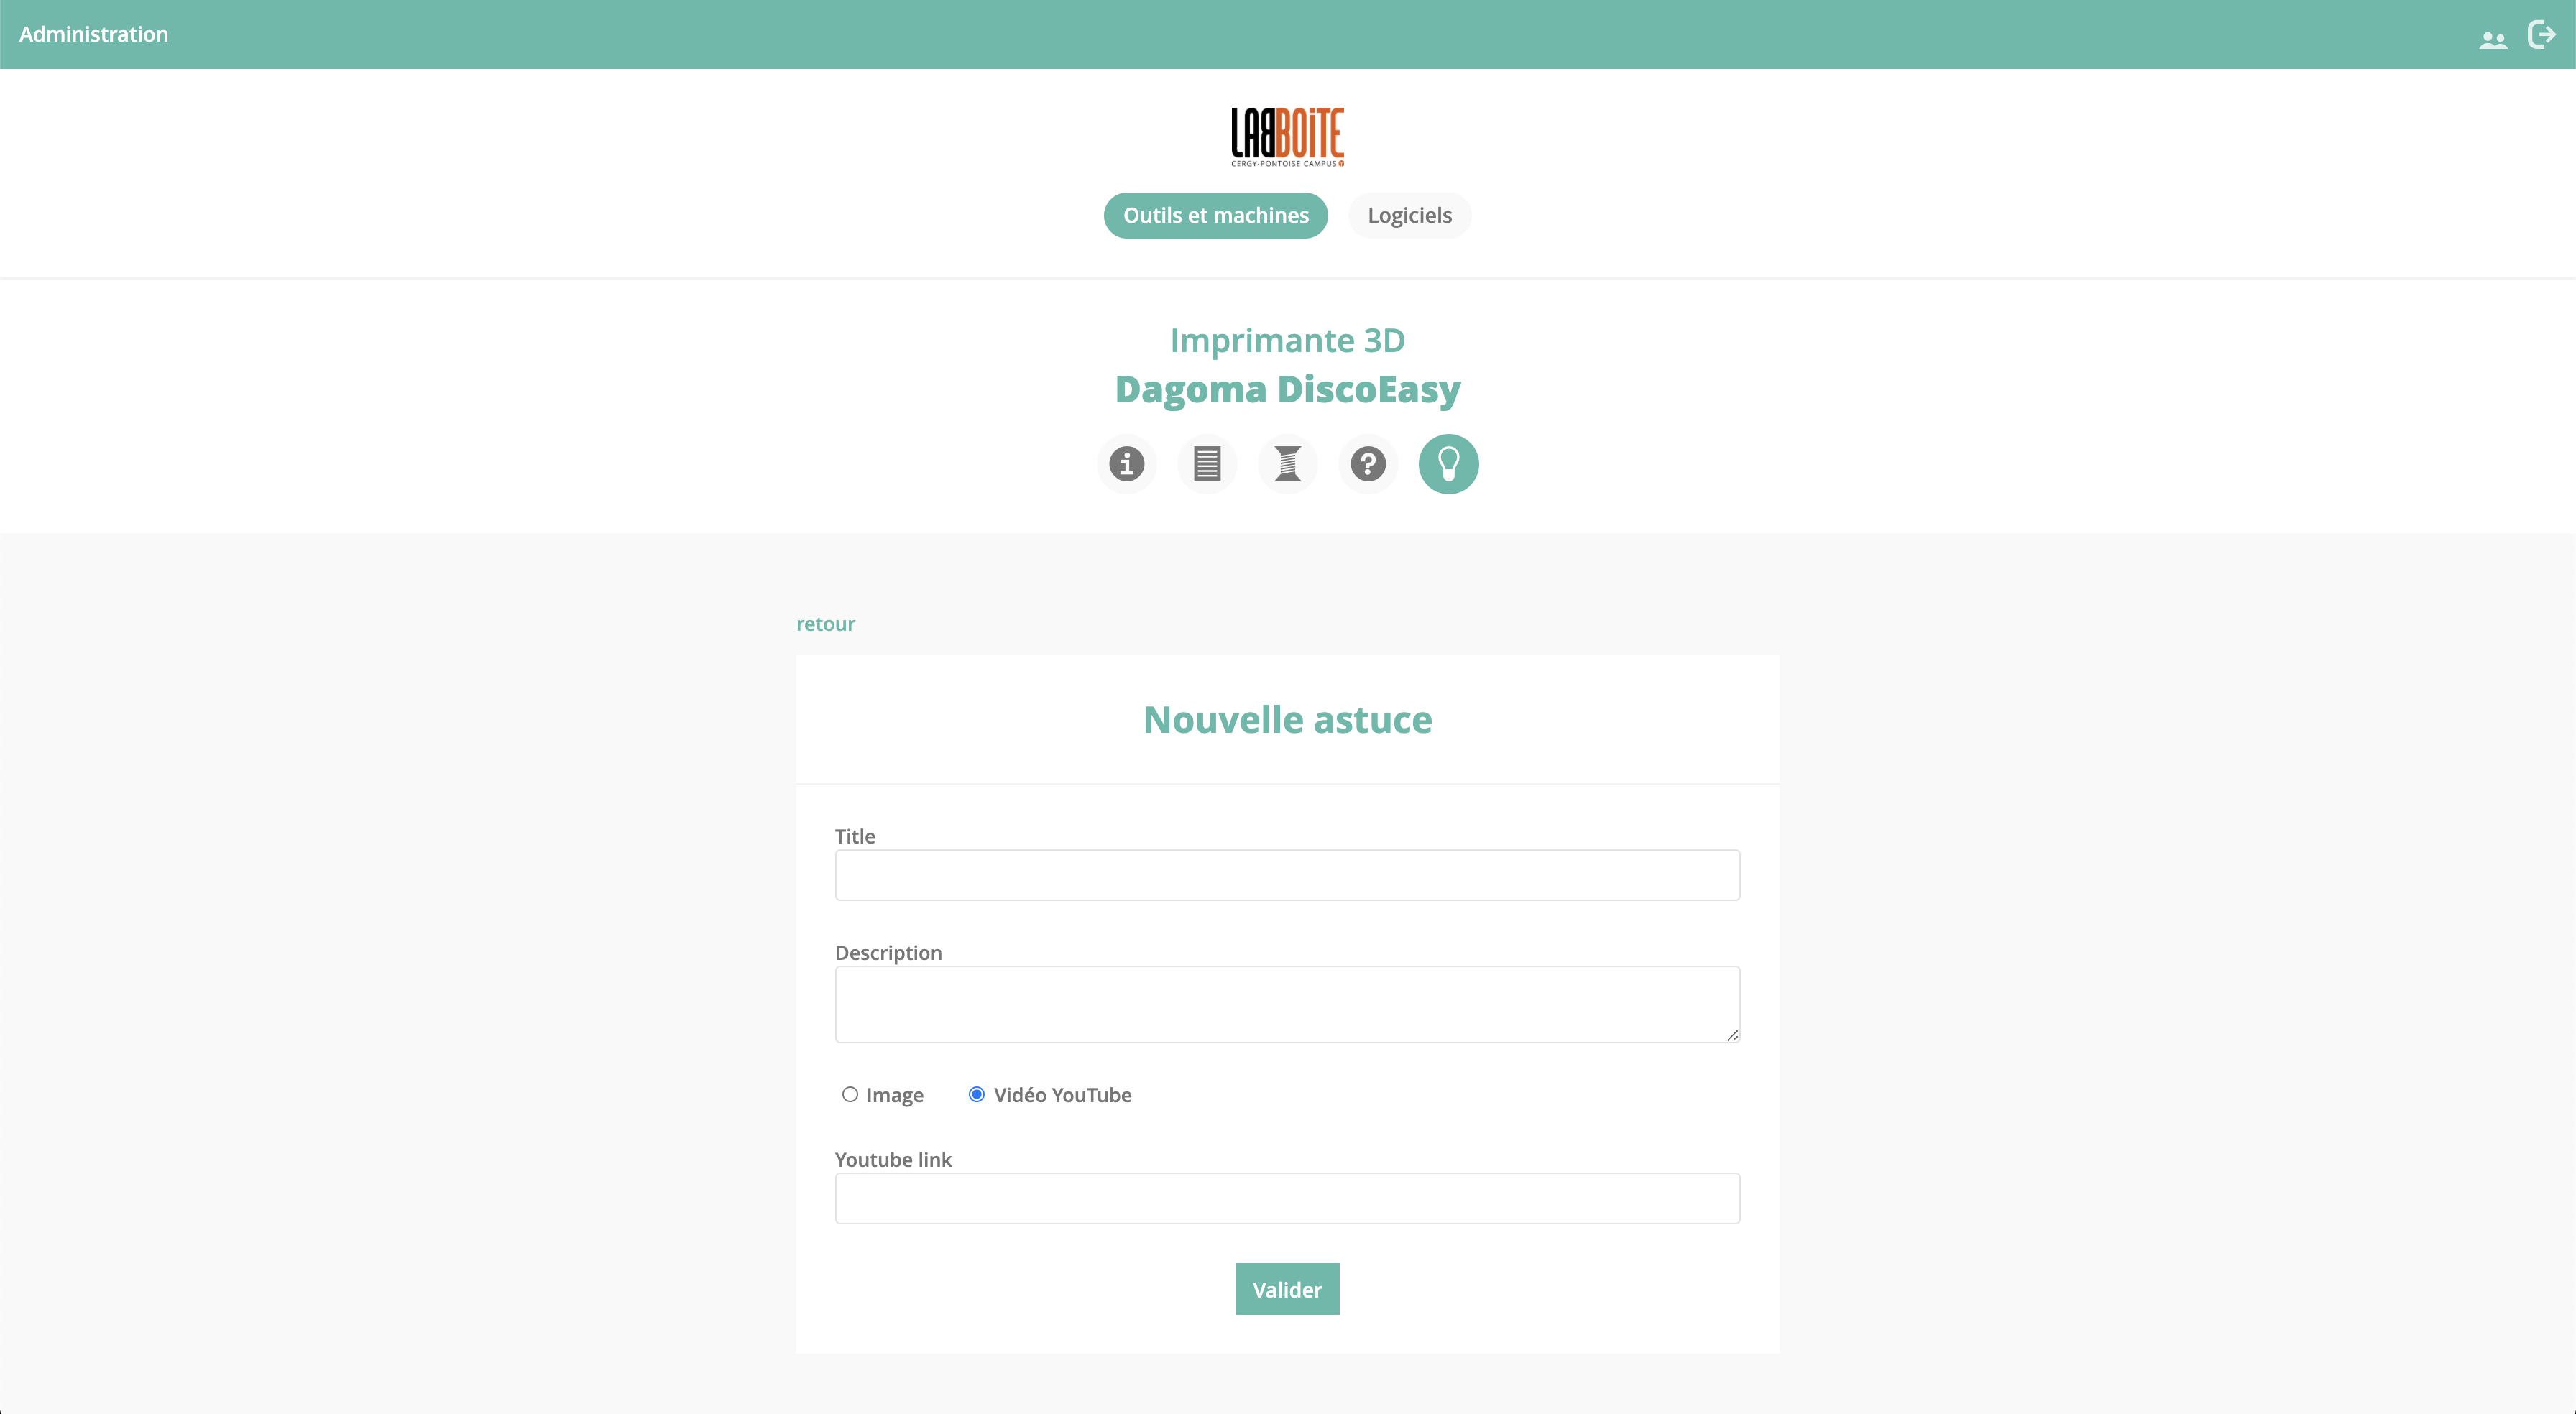 Administration
LABBOiTE
CERGY-PONTOISE CAMPUS
Outils et machines
Logiciels
Imprimante 3D
Dagoma DiscoEasy
retour
Nouvelle astuce
Title
Description
Image
Vidéo YouTube
Youtube link
Valider